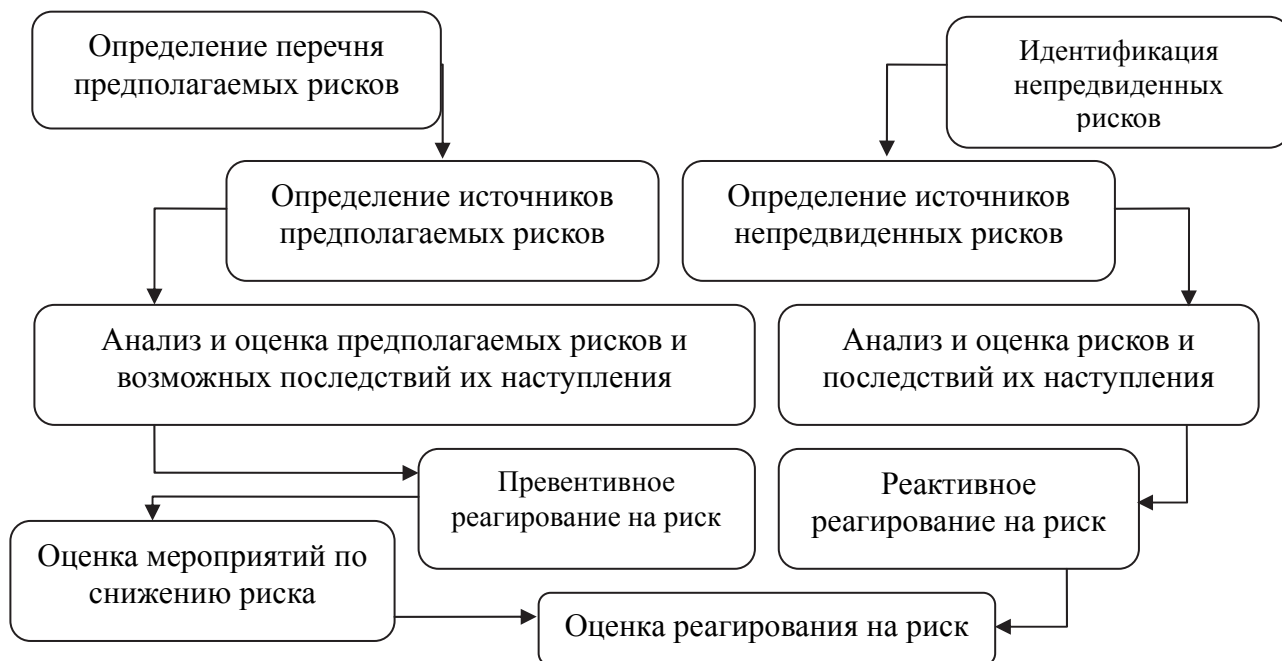 Определение перечня
предполагаемых рисков
Идентификация
непредвиденных
рисков
Определение источников
предполагаемых рисков
Определение источников
непредвиденных рисков
Анализ и оценка предполагаемых рисков и
возможных последствий их наступления
Анализ и оценка рисков и
последствий их наступления
Превентивное
реагирование на риск
Реактивное
реагирование на риск
Оценка мероприятий по
снижению риска
Оценка реагирования на риск